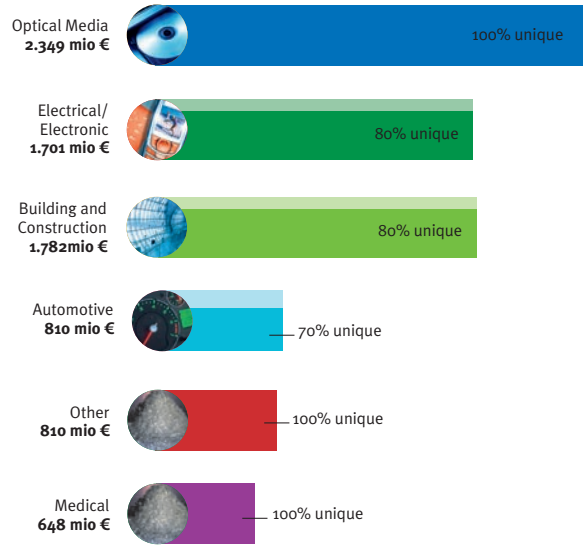 Optical Media
2.349 mio €
100% unique
Electrical/
Electronic
1.701 mio €
80% unique
Building and
Construction
1.782mio €
80% unique
Automotive
810 mio €
70% unique
Other
810 mio €
100% unique
Medical
648 mio €
100% unique